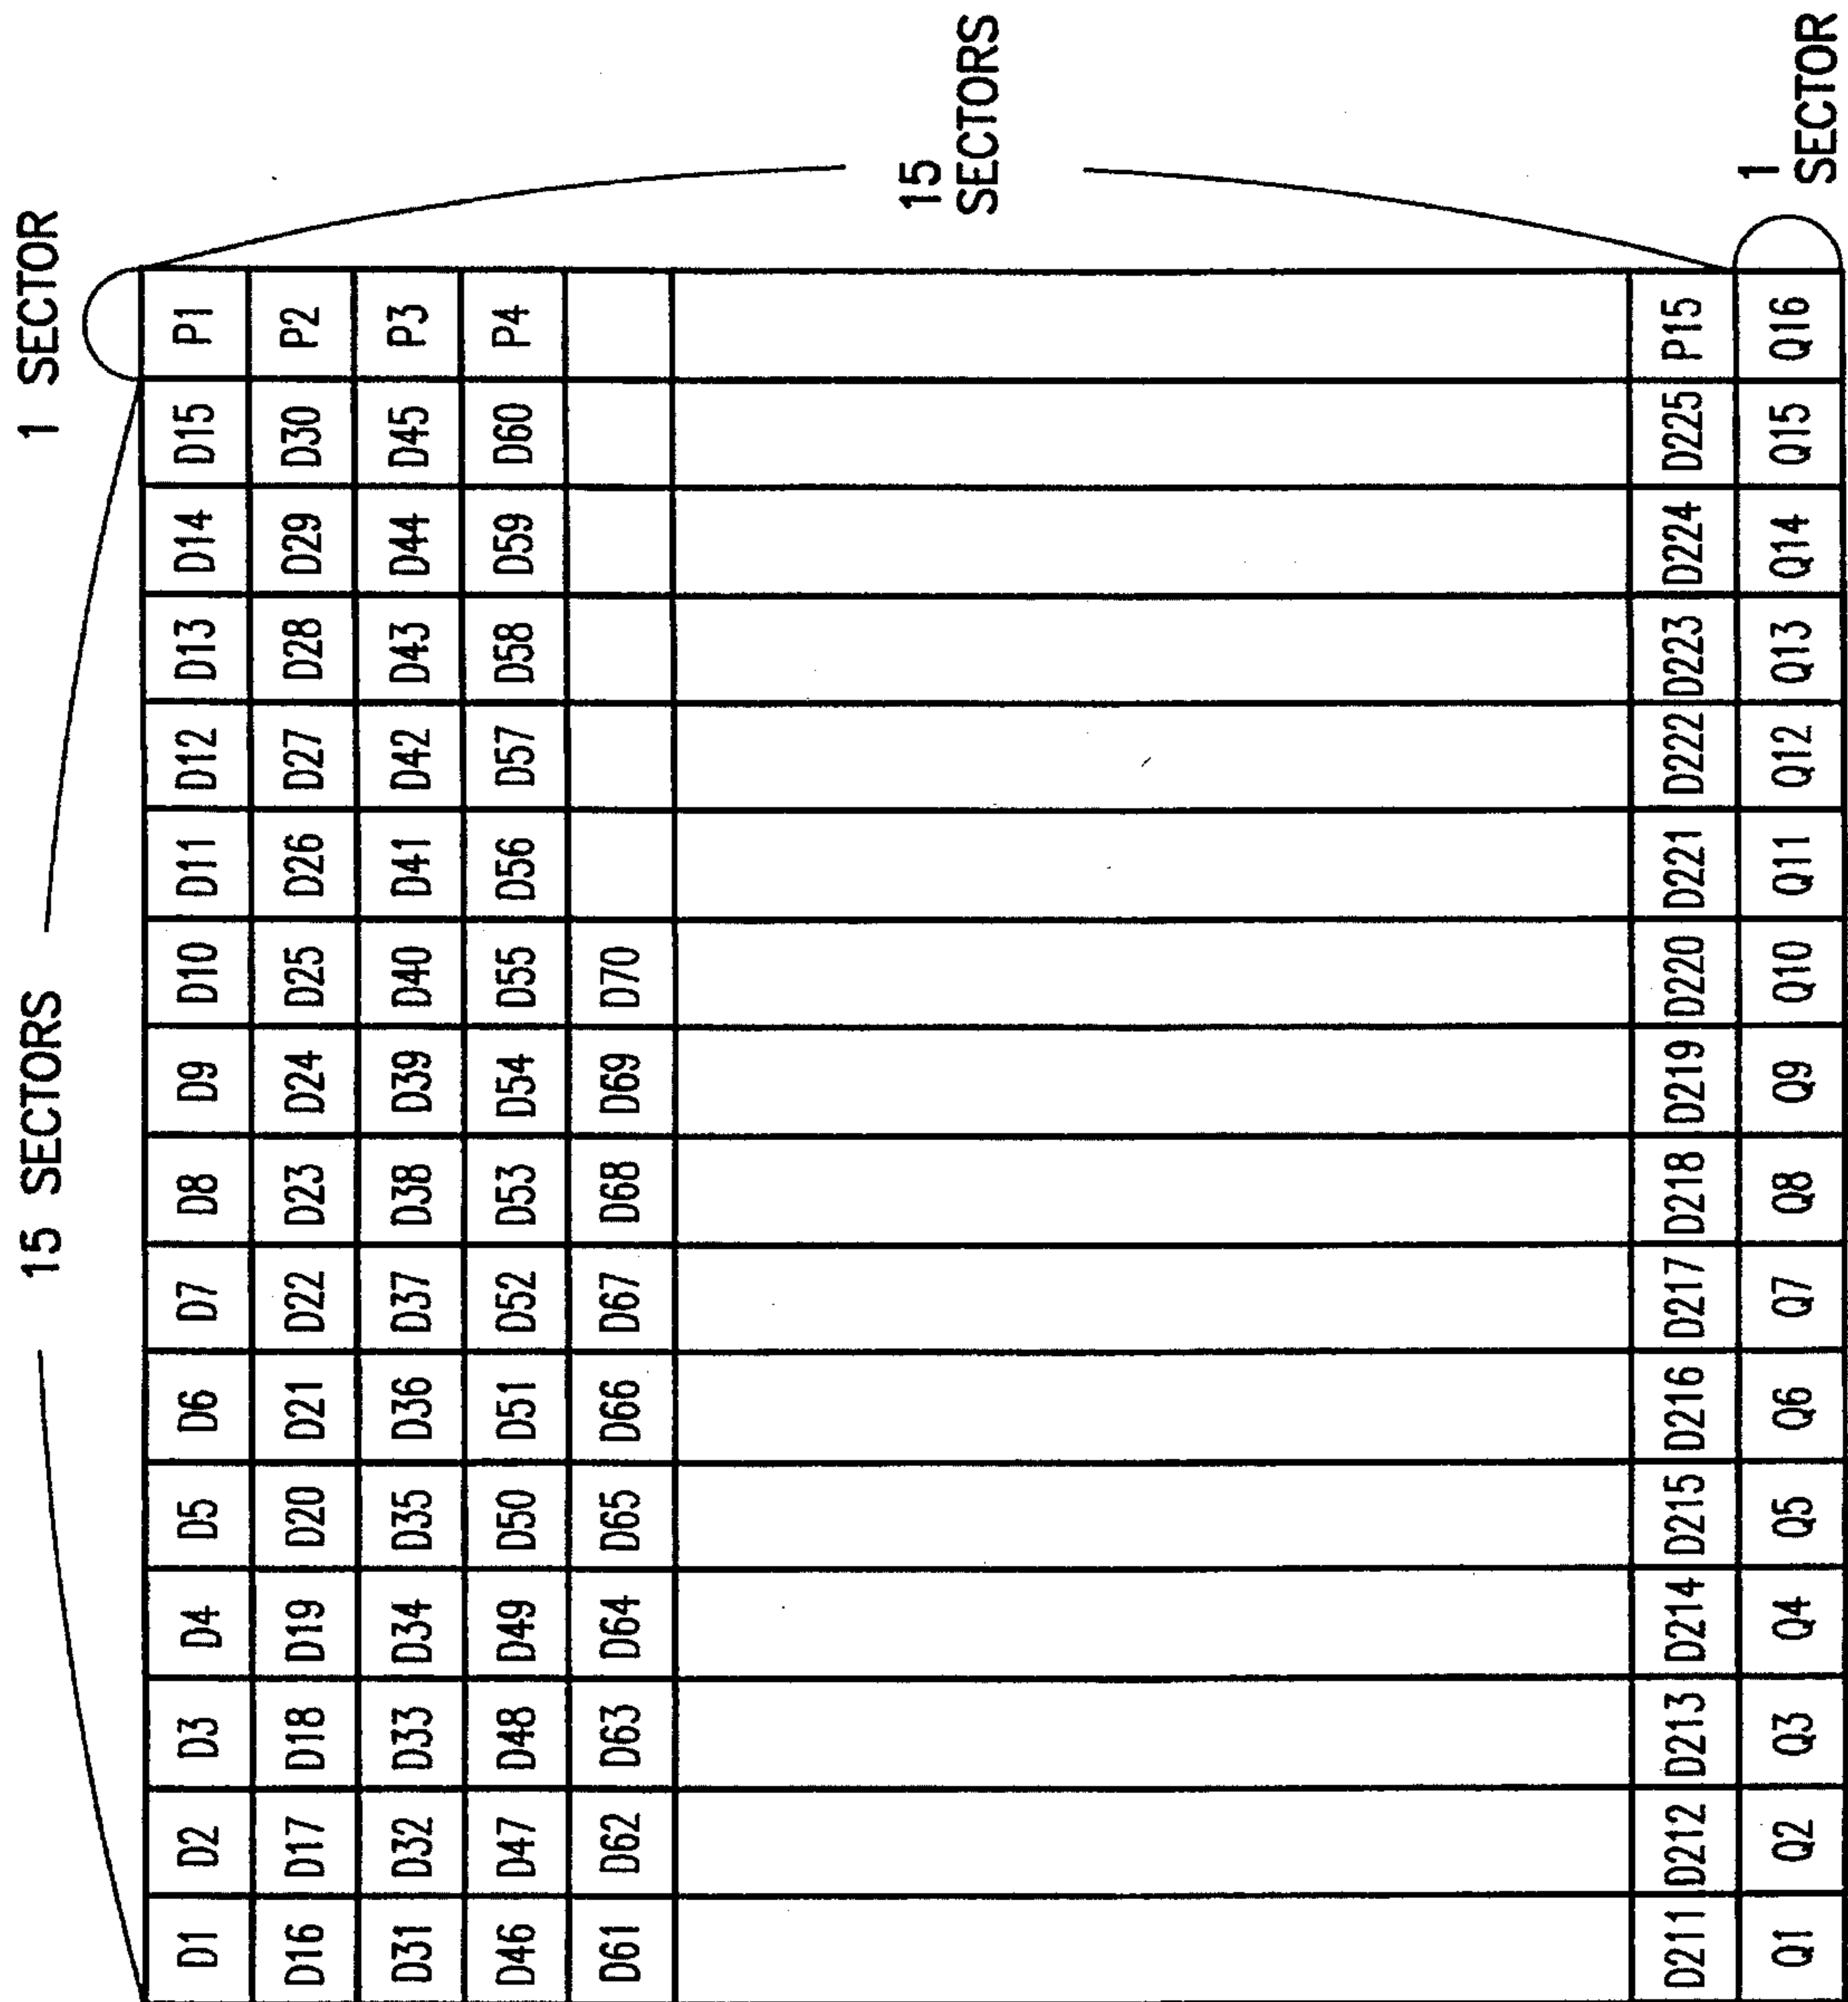 15 SECTORS 1 SECTOR
D1 D2 D3 D4 D5 D6 D7 D8 D9 D10 D11 D12 D13 D14 D15 P1
D16 D17 D18 D19 D20 D21 D22 D23 D24 D25 D26 D27 D28 D29 D30 P2
D31 D32 D33 D34 D35 D36 D37 D38 D39 D40 D41 D42 D43 D44 D45 P3
D46 D47 D48 D49 D50 D51 D52 D53 D54 D55 D56 D57 D58 D59 D60 P4
D61 D62 D63 D64 D65 D66 D67 D68 D69 D70
15
SECTORS
D211 D212 D213 D214 D215 D216 D217 D218 D219 D220 D221 D222 D223 D224 D225 P15
Q1 Q2 Q3 Q4 Q5 Q6 Q7 Q8 Q9 Q10 Q11 Q12 Q13 Q14 Q15 Q16
1
SECTOR